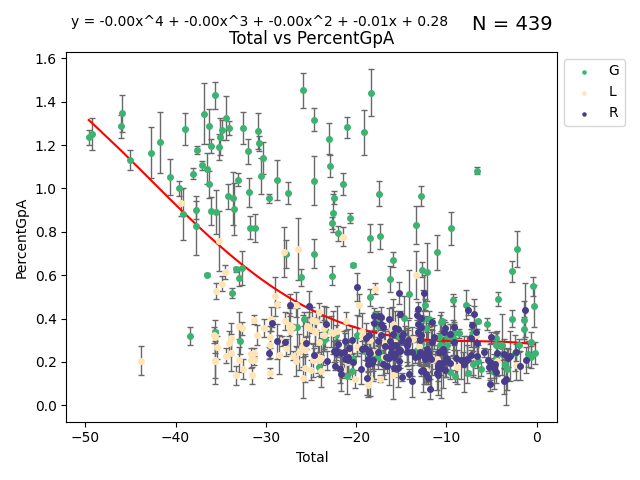 y = -0.00x^4 + -0.00x^3 + -0.00x^2 + -0.01x + 0.28 N = 439
Total vs PercentGpA
G
L
R
PercentGpA
1.6
1.4
1.2
1.0
0.8
0.6
0.4
0.2
0.0
−50 −40 −30 −20 −10 0
Total